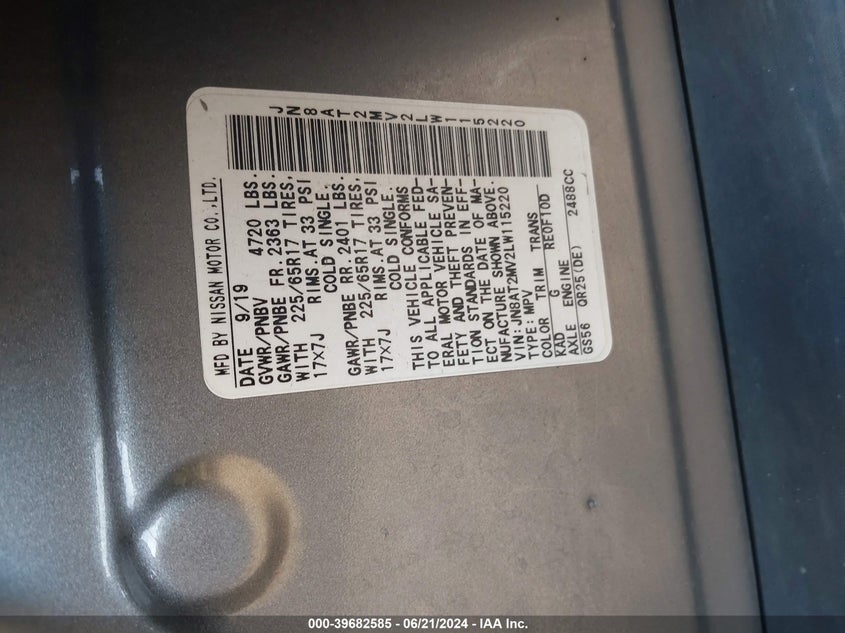 JN8AT2MV2LW115220
MFD BY NISSAN MOTOR CO.,LTD.
DATE 9/19
GVWR/PNBV 4720 LBS.
GAWR/PNBE FR. 2363 LBS.
WITH 225/65R17 TIRES,
17X7J RIMS.AT 33 PSI
COLD SINGLE.
GAWR/PNBE RR. 2401 LBS.
WITH 225/65R17 TIRES,
17X7J RIMS.AT 33 PSI
COLD SINGLE.
THIS VEHICLE CONFORMS
TO ALL APPLICABLE FED-
ERAL MOTOR VEHICLE SA-
FETY AND THEFT PREVEN-
TION STANDARDS IN EFF-
ECT ON THE DATE OF MA-
NUFACTURE SHOWN ABOVE.
VIN:JN8AT2MV2LW115220
TYPE:MPV
COLOR TRIM TRANS
KAD G RE0F10D
AXLE ENGINE
GS56 QR25(DE) 2488CC
000-39682585 - 06/21/2024 - IAA Inc.